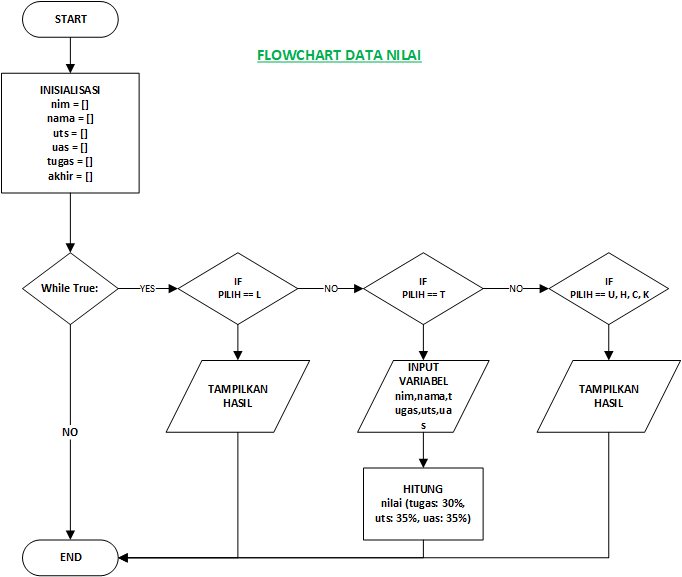 START
FLOWCHART DATA NILAI
INISIALISASI
nim = []
nama = []
uts = []
uas = []
tugas = []
akhir = []
While True:
YES
IF
PILIH == L
NO
IF
PILIH == T
NO
IF
PILIH == U, H, C, K
TAMPILKAN
HASIL
INPUT
VARIABEL
nim,nama,t
ugas,uts,ua
s
TAMPILKAN
HASIL
NO
HITUNG
nilai (tugas: 30%,
uts: 35%, uas: 35%)
END